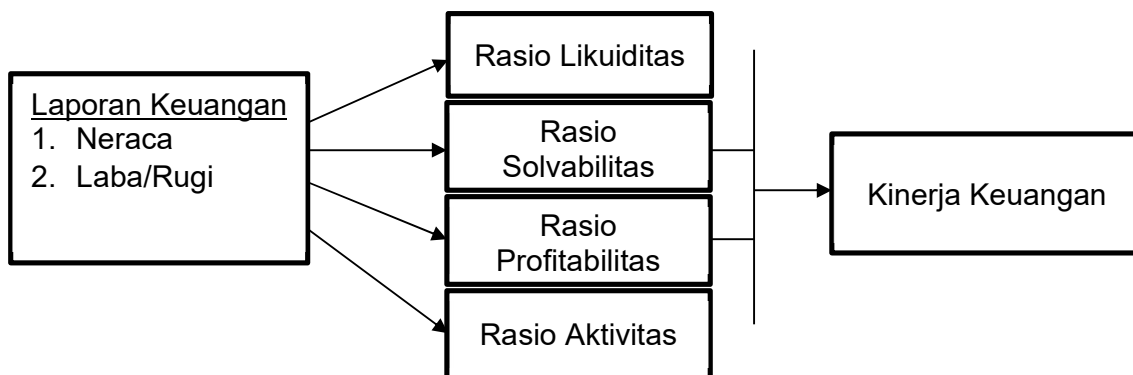 Laporan Keuangan
1. Neraca
2. Laba/Rugi
Rasio Likuiditas
Rasio
Solvabilitas
Rasio
Profitabilitas
Rasio Aktivitas
Kinerja Keuangan